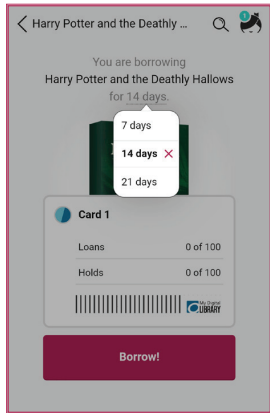 Harry Potter and the Deathly ...
1
You are borrowing
Harry Potter and the Deathly Hallows
for 14 days.
7 days
14 days
21 days
Card 1
Loans 0 of 100
Holds 0 of 100
My Digital
LIBRARY
Borrow!